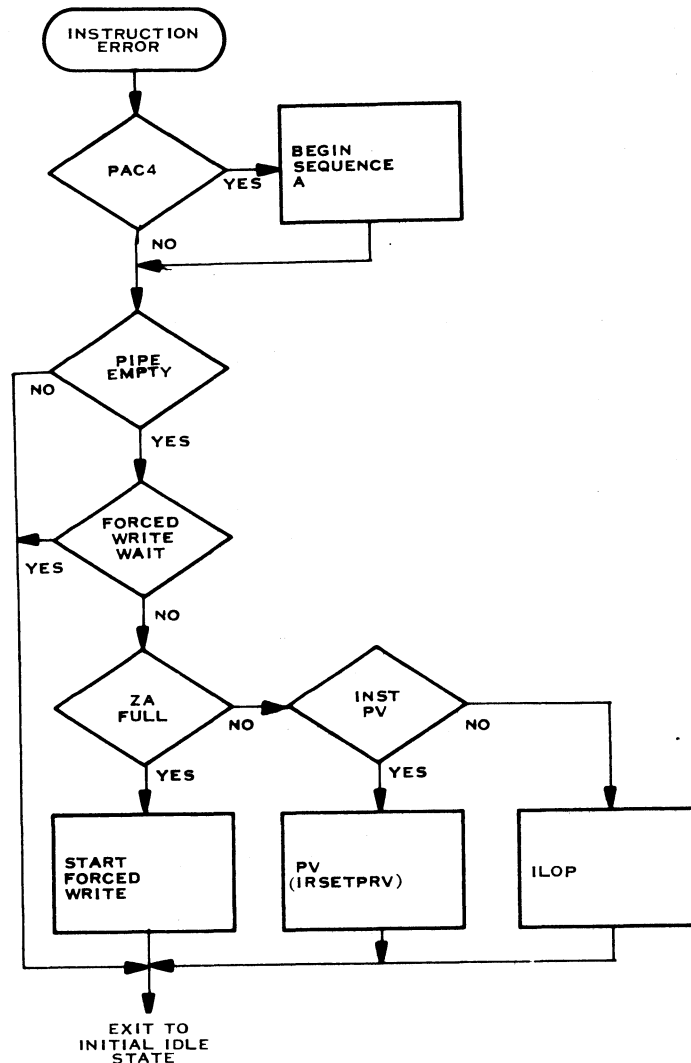 INSTRUCTION
ERROR
PAC4
YES
BEGIN
SEQUENCE
A
NO
PIPE
EMPTY
NO
YES
FORCED
WRITE
WAIT
YES
NO
ZA
FULL
NO
INST
PV
NO
YES
YES
START
FORCED
WRITE
PV
(IRSETPRV)
ILOP
EXIT TO
INITIAL IDLE
STATE